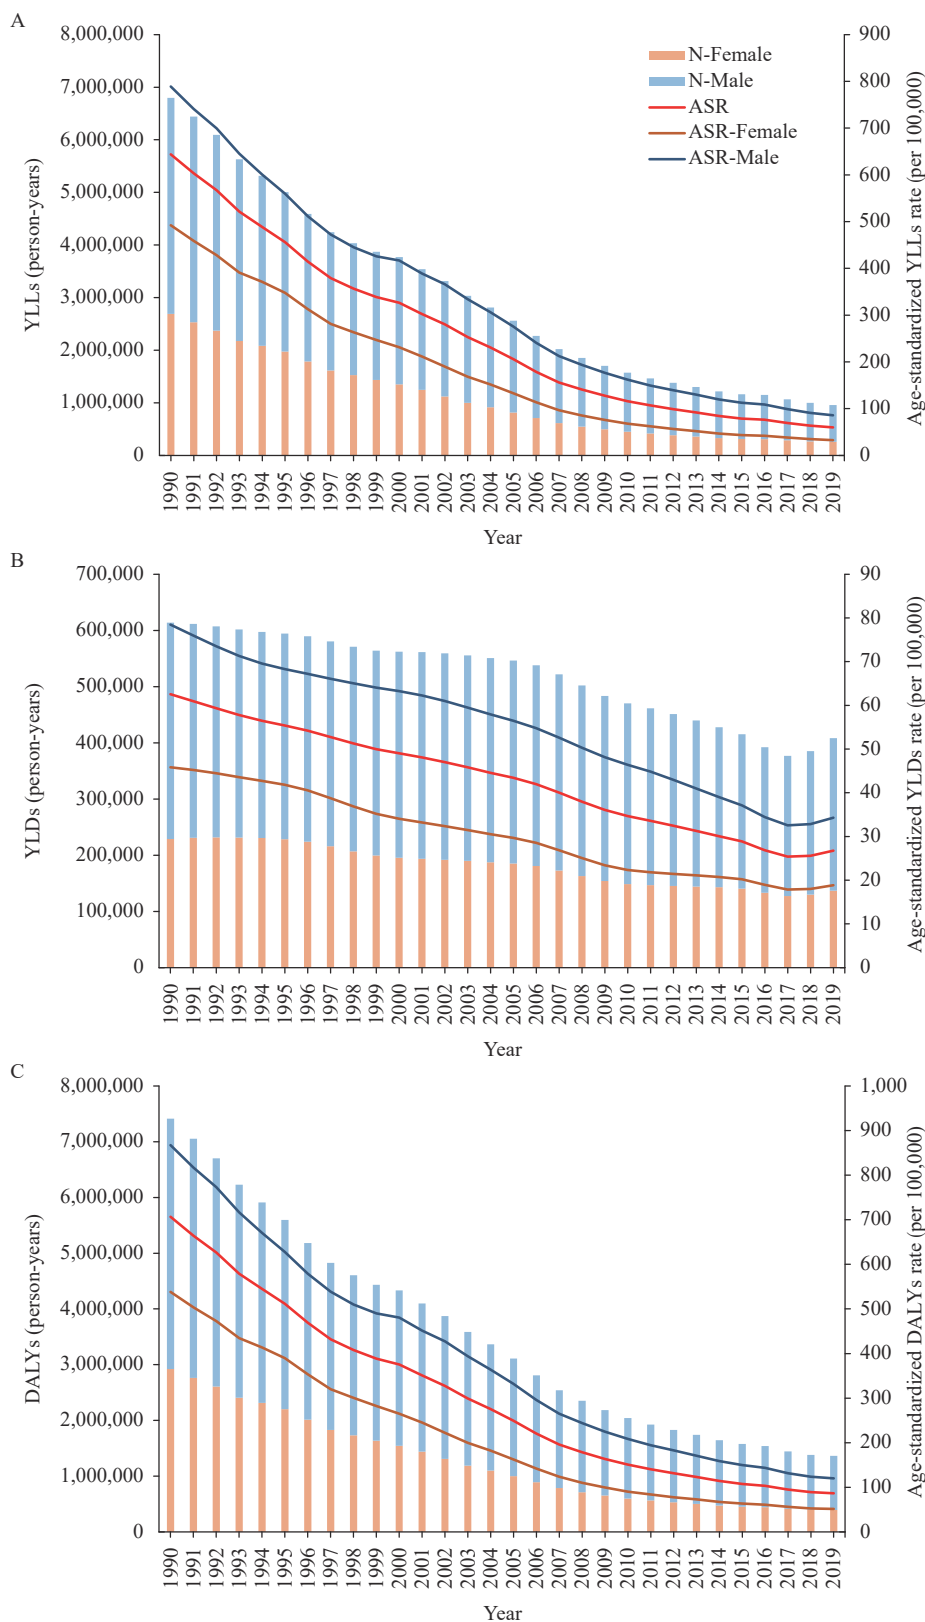 A
8,000,000
7,000,000
6,000,000
5,000,000
4,000,000
3,000,000
2,000,000
1,000,000
0
YLLs (person-years)
900
800
700
600
500
400
300
200
100
0
Age-standardized YLLs rate (per 100,000)
N-Female
N-Male
ASR
ASR-Female
ASR-Male
1990 1991 1992 1993 1994 1995 1996 1997 1998 1999 2000 2001 2002 2003 2004 2005 2006 2007 2008 2009 2010 2011 2012 2013 2014 2015 2016 2017 2018 2019
Year
B
700,000
600,000
500,000
400,000
300,000
200,000
100,000
0
YLDs (person-years)
90
80
70
60
50
40
30
20
10
0
Age-standardized YLDs rate (per 100,000)
1990 1991 1992 1993 1994 1995 1996 1997 1998 1999 2000 2001 2002 2003 2004 2005 2006 2007 2008 2009 2010 2011 2012 2013 2014 2015 2016 2017 2018 2019
Year
C
8,000,000
7,000,000
6,000,000
5,000,000
4,000,000
3,000,000
2,000,000
1,000,000
0
DALYs (person-years)
1,000
900
800
700
600
500
400
300
200
100
0
Age-standardized DALYs rate (per 100,000)
1990 1991 1992 1993 1994 1995 1996 1997 1998 1999 2000 2001 2002 2003 2004 2005 2006 2007 2008 2009 2010 2011 2012 2013 2014 2015 2016 2017 2018 2019
Year